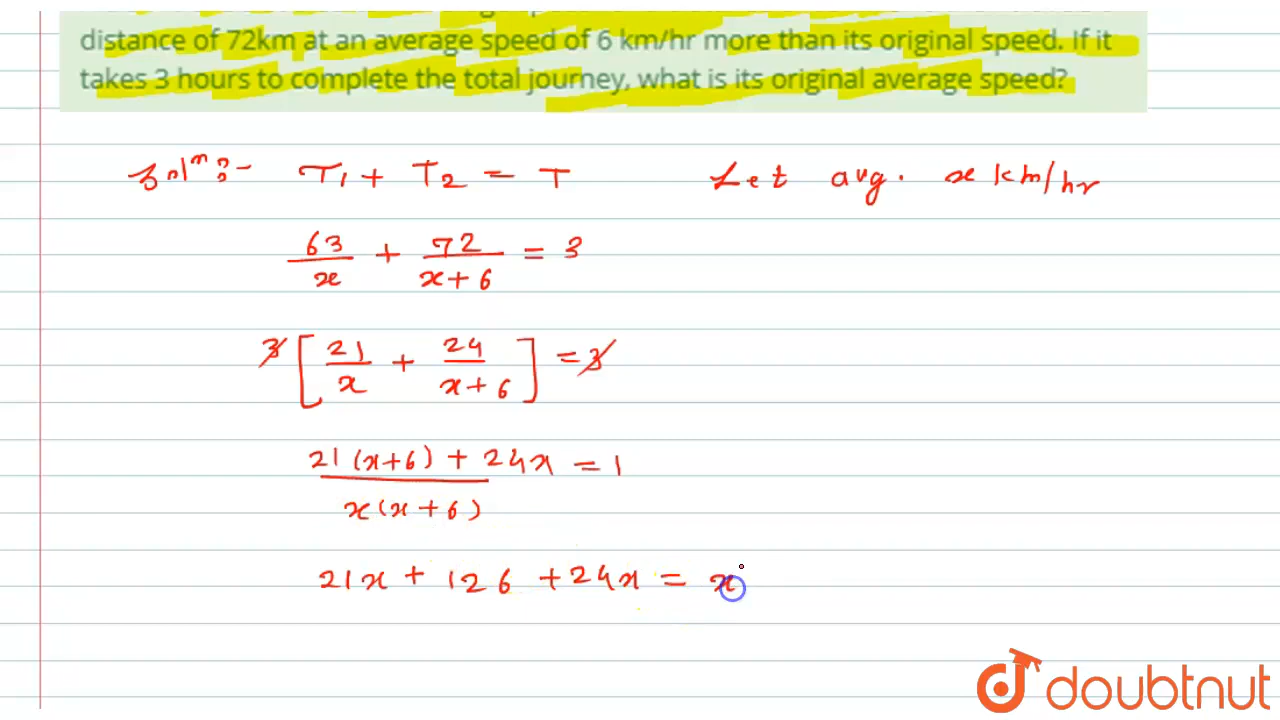 distance of 72km at an average speed of 6 km/hr more than its original speed. If it
takes 3 hours to complete the total journey, what is its original average speed?
Solⁿ :- T₁ + T₂ = T Let avg. x km/hr
63/x + 72/(x+6) = 3
3[21/x + 24/(x+6)] = 3
(21(x+6) + 24x)/(x(x+6)) = 1
21x + 126 + 24x = x
doubtnut